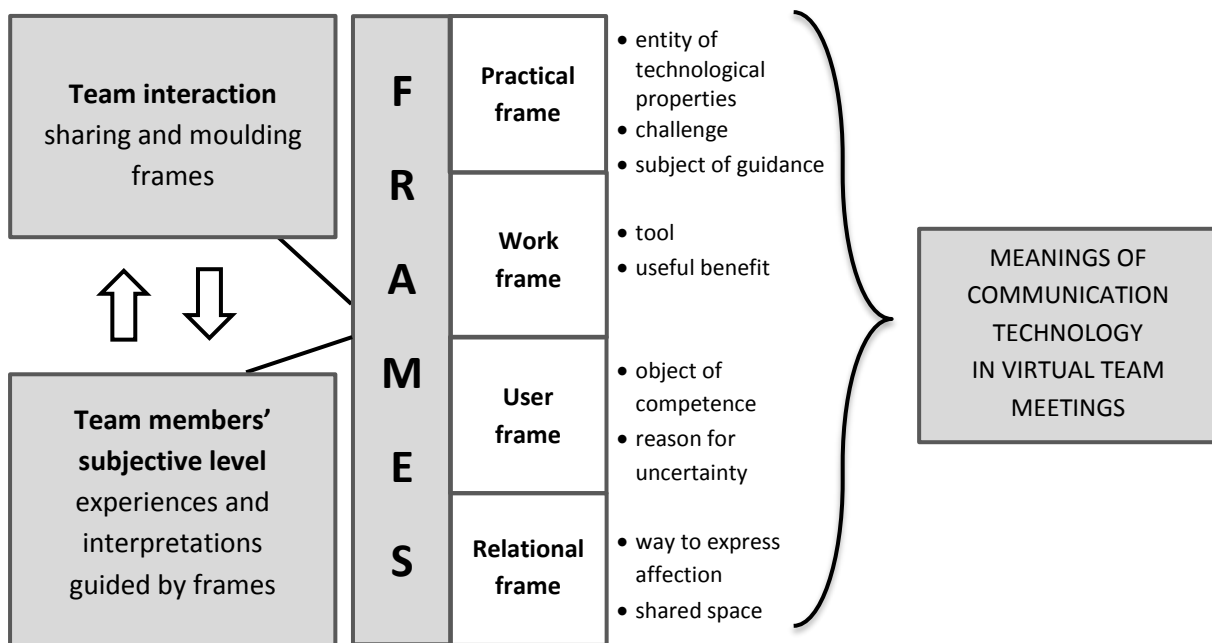 Team interaction
sharing and moulding
frames
Team members’
subjective level
experiences and
interpretations
guided by frames
F
R
A
M
E
S
Practical
frame
• entity of
technological
properties
• challenge
• subject of guidance
Work
frame
• tool
• useful benefit
User
frame
• object of
competence
• reason for
uncertainty
Relational
frame
• way to express
affection
• shared space
MEANINGS OF
COMMUNICATION
TECHNOLOGY
IN VIRTUAL TEAM
MEETINGS